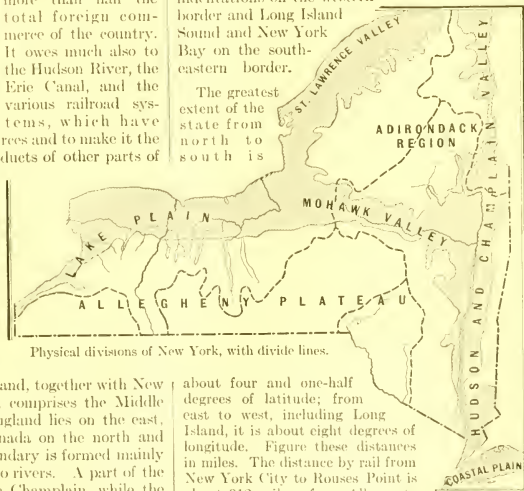 total foreign com-
merce of the country.
It owes much also to
the Hudson River, the
Erie Canal, and the
various railroad sys-
tems, which have
rces and to make it the
ducts of other parts of
border and Long Island
Sound and New York
Bay on the south-
eastern border.
The greatest
extent of the
state from
north to
south is
ST. LAWRENCE VALLEY
ADIRONDACK
REGION
MOHAWK VALLEY
LAKE PLAIN
ALLEGHENY PLATEAU
HUDSON AND CHAMPLAIN VALLEY
COASTAL PLAIN
Physical divisions of New York, with divide lines.
and, together with New
comprises the Middle
ngland lies on the east,
nada on the north and
ndary is formed mainly
o rivers. A part of the
Champlain, while the
about four and one-half
degrees of latitude; from
east to west, including Long
Island, it is about eight degrees of
longitude. Figure these distances
in miles. The distance by rail from
New York City to Rouses Point is